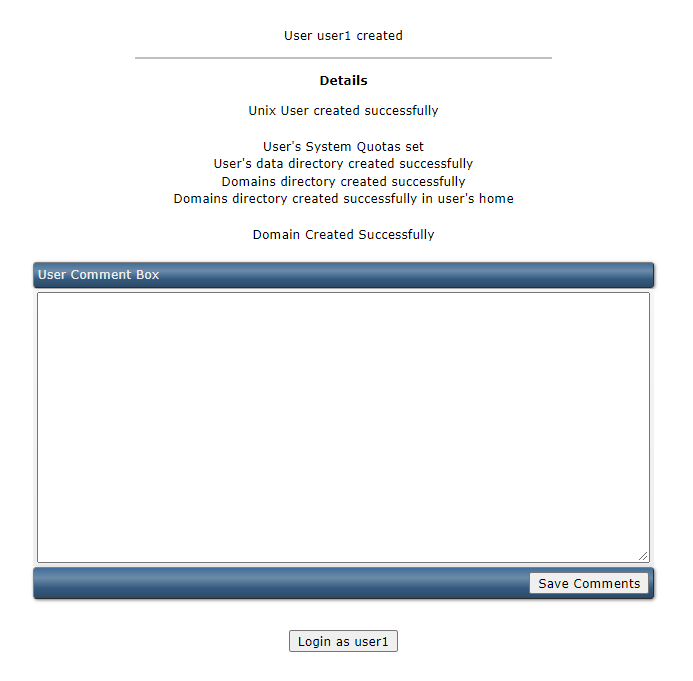 User user1 created
Details
Unix User created successfully
User's System Quotas set
User's data directory created successfully
Domains directory created successfully
Domains directory created successfully in user's home
Domain Created Successfully
User Comment Box
Save Comments
Login as user1